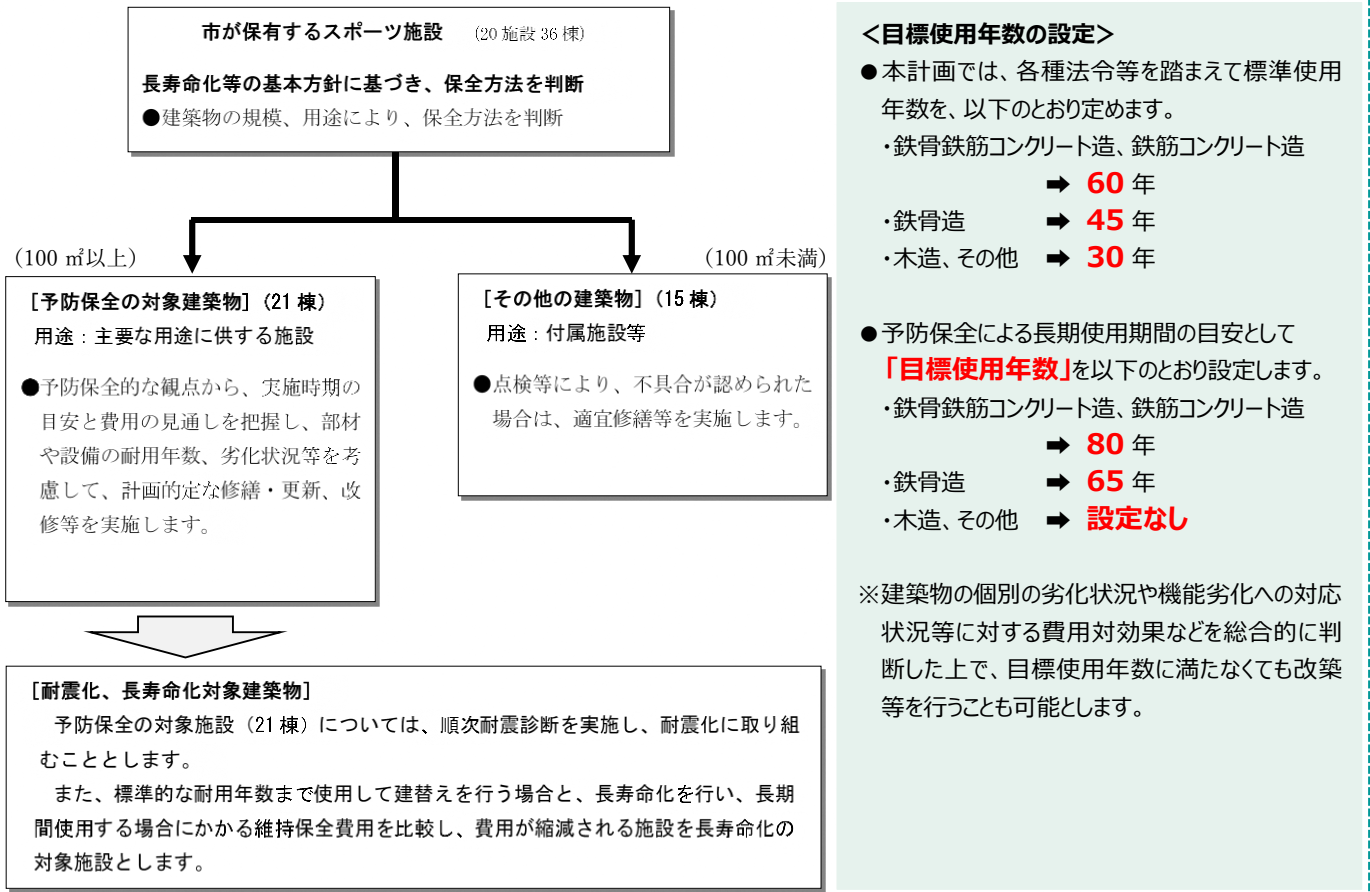 市が保有するスポーツ施設 (20 施設 36 棟)
長寿命化等の基本方針に基づき、保全方法を判断
●建築物の規模、用途により、保全方法を判断
(100 ㎡以上)
(100 ㎡未満)
[予防保全の対象建築物] (21 棟)
用途:主要な用途に供する施設
●予防保全的な観点から、実施時期の
目安と費用の見通しを把握し、部材
や設備の耐用年数、劣化状況等を考
慮して、計画的定な修繕・更新、改
修等を実施します。
[その他の建築物] (15 棟)
用途:付属施設等
●点検等により、不具合が認められた
場合は、適宜修繕等を実施します。
[耐震化、長寿命化対象建築物]
予防保全の対象施設(21 棟)については、順次耐震診断を実施し、耐震化に取り組
むこととします。
また、標準的な耐用年数まで使用して建替えを行う場合と、長寿命化を行い、長期
間使用する場合にかかる維持保全費用を比較し、費用が縮減される施設を長寿命化の
対象施設とします。
<目標使用年数の設定>
●本計画では、各種法令等を踏まえて標準使用
年数を、以下のとおり定めます。
・鉄骨鉄筋コンクリート造、鉄筋コンクリート造
➡ 60 年
・鉄骨造 ➡ 45 年
・木造、その他 ➡ 30 年
●予防保全による長期使用期間の目安として
「目標使用年数」を以下のとおり設定します。
・鉄骨鉄筋コンクリート造、鉄筋コンクリート造
➡ 80 年
・鉄骨造 ➡ 65 年
・木造、その他 ➡ 設定なし
※建築物の個別の劣化状況や機能劣化への対応
状況等に対する費用対効果などを総合的に判
断した上で、目標使用年数に満たなくても改築
等を行うことも可能とします。